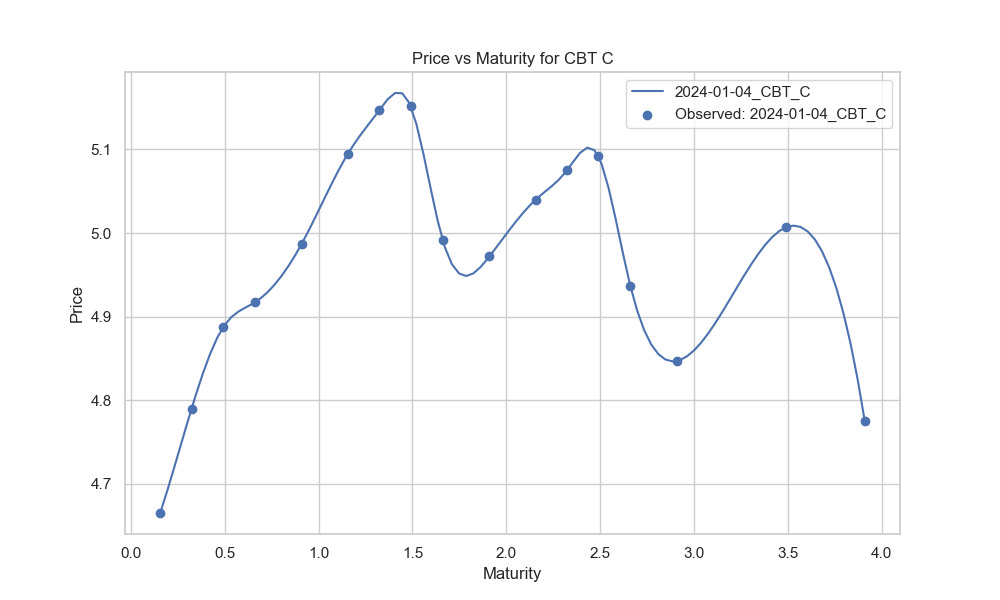 Price vs Maturity for CBT C
2024-01-04_CBT_C
Observed: 2024-01-04_CBT_C
Price
5.1
5.0
4.9
4.8
4.7
0.0 0.5 1.0 1.5 2.0 2.5 3.0 3.5 4.0
Maturity